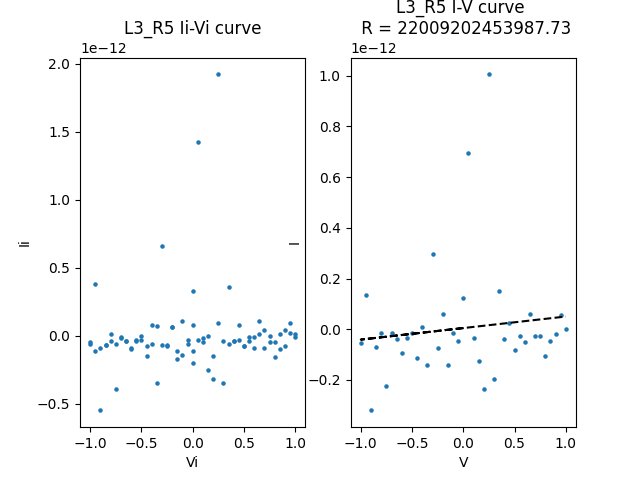 L3_R5 Ii-Vi curve
1e−12
2.0
1.5
1.0
0.5
0.0
−0.5
−1.0 −0.5 0.0 0.5 1.0
Vi
Ii
L3_R5 I-V curve
R = 22009202453987.73
1e−12
1.0
0.8
0.6
0.4
0.2
0.0
−0.2
−1.0 −0.5 0.0 0.5 1.0
V
I